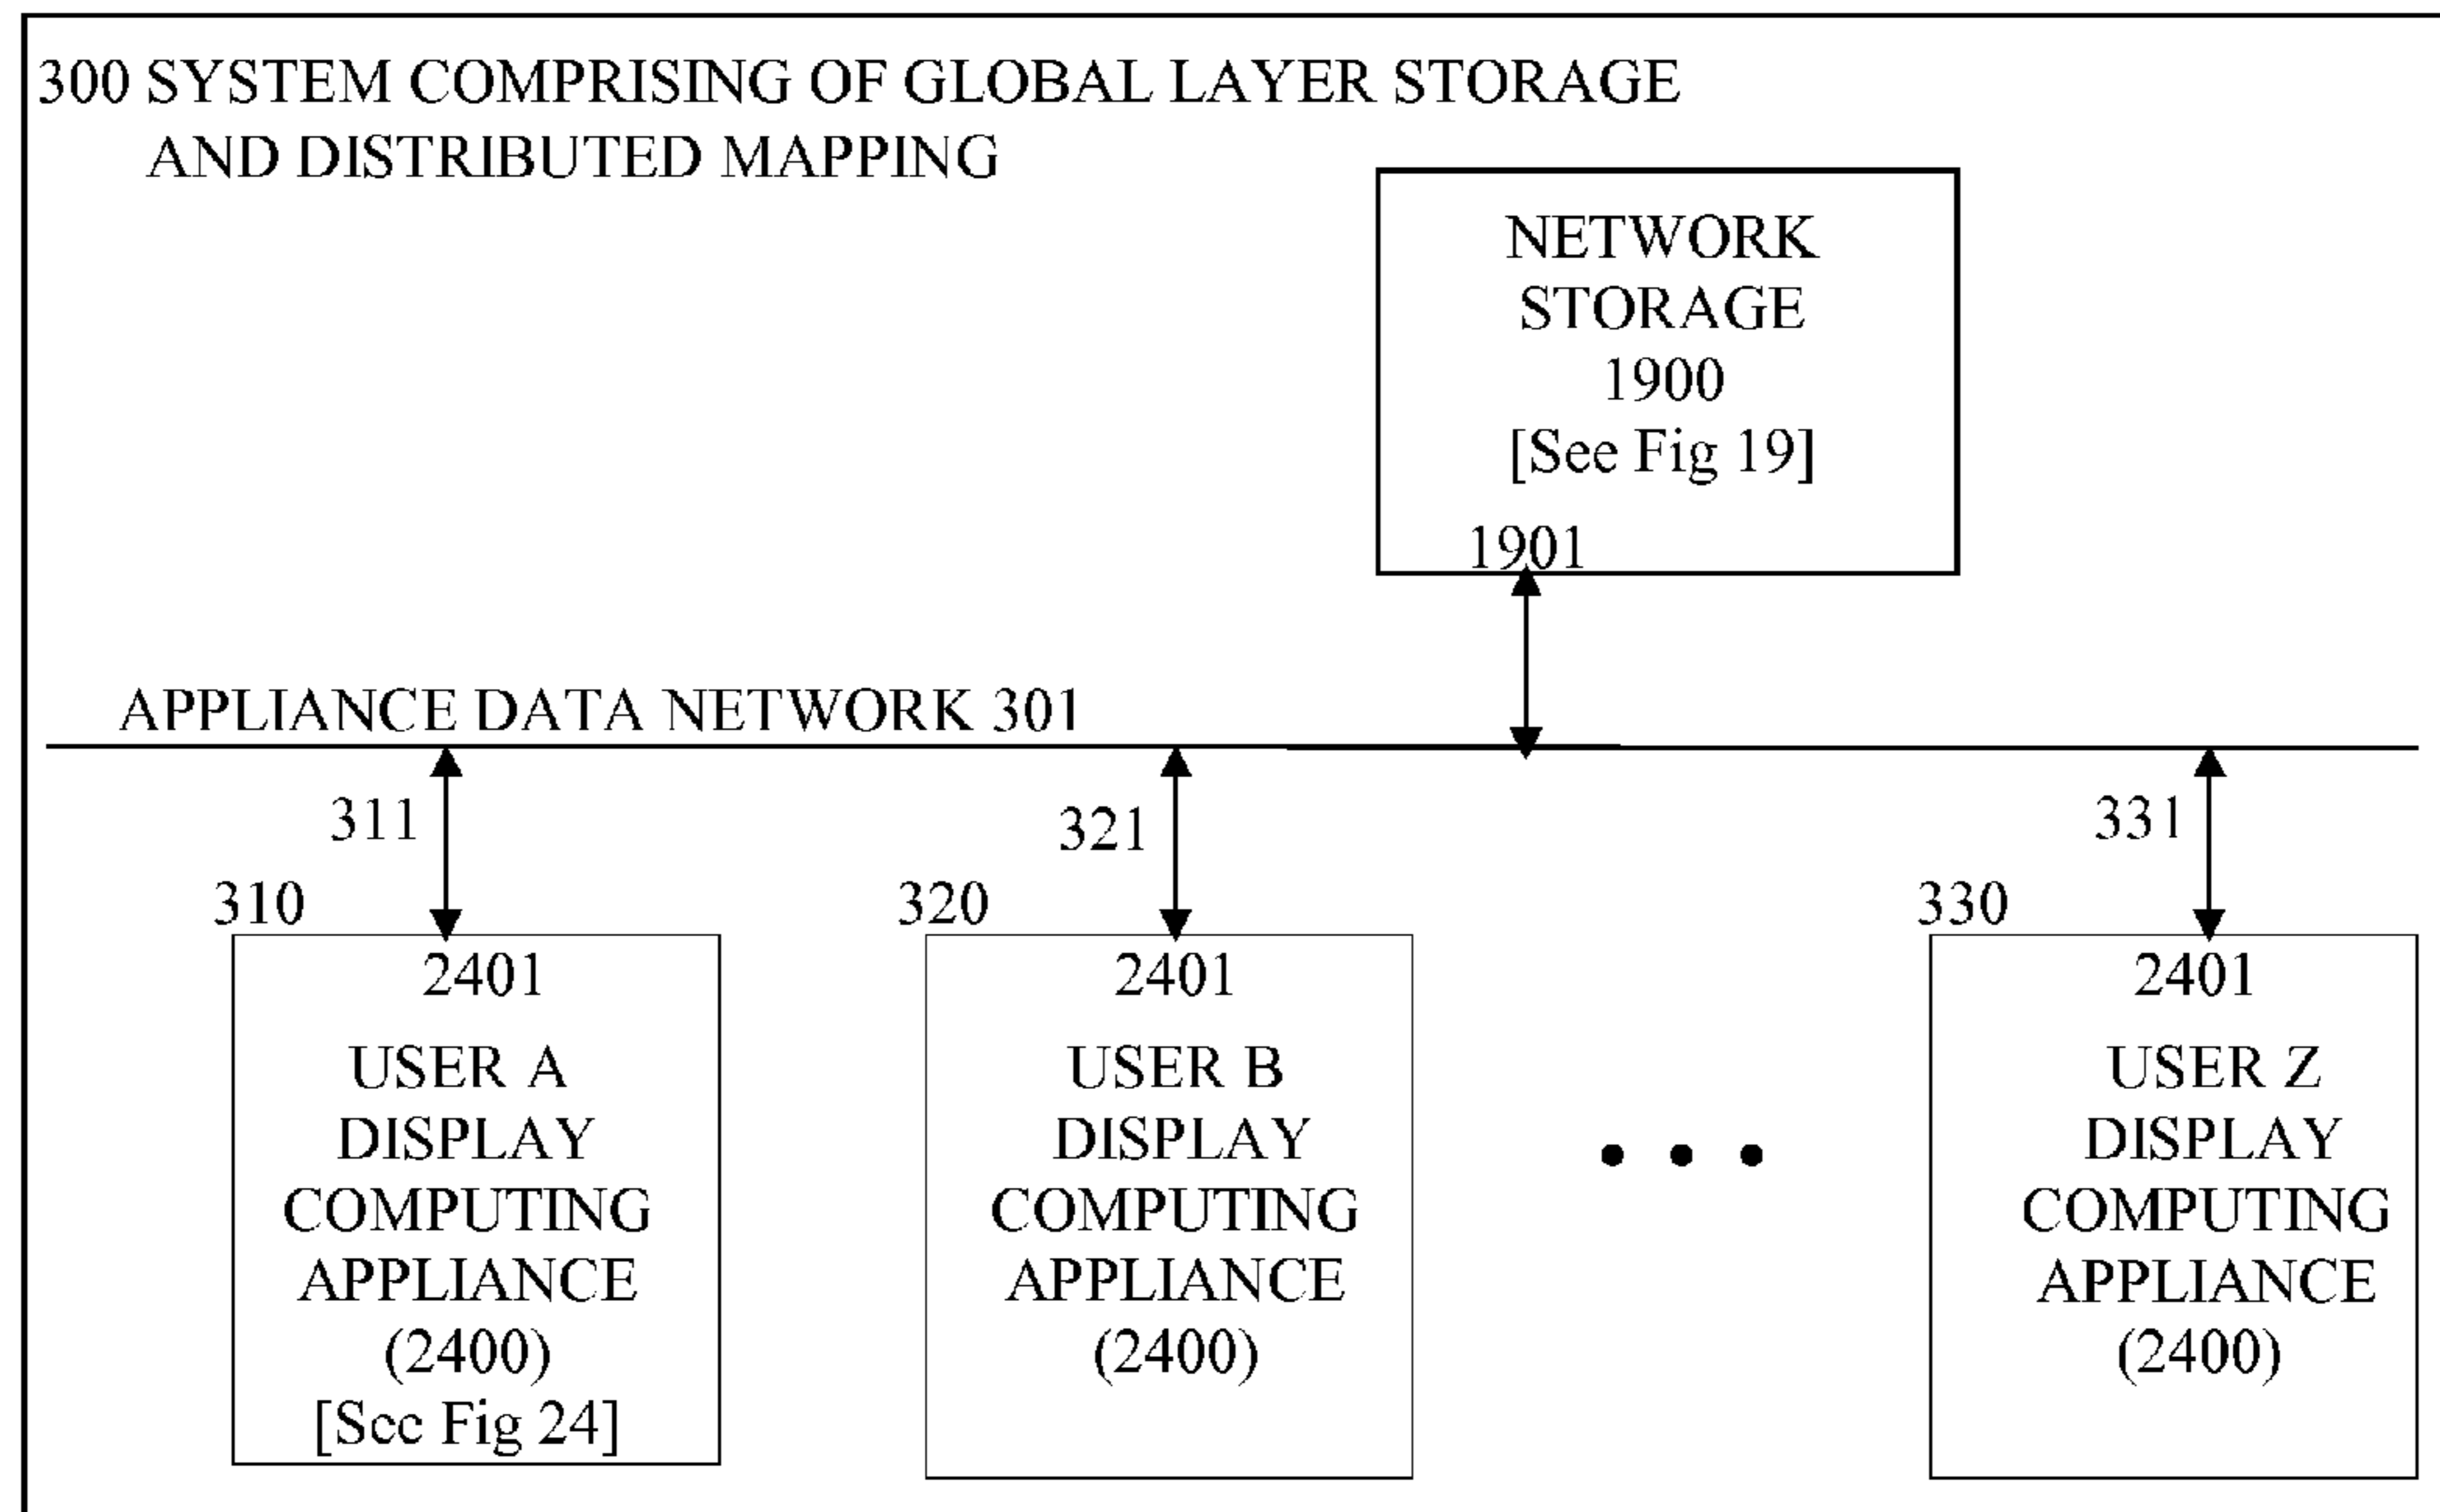 300 SYSTEM COMPRISING OF GLOBAL LAYER STORAGE
AND DISTRIBUTED MAPPING
NETWORK
STORAGE
1900
[See Fig 19]
1901
APPLIANCE DATA NETWORK 301
311
321
331
310
320
330
2401
USER A
DISPLAY
COMPUTING
APPLIANCE
(2400)
[See Fig 24]
2401
USER B
DISPLAY
COMPUTING
APPLIANCE
(2400)
• • •
2401
USER Z
DISPLAY
COMPUTING
APPLIANCE
(2400)